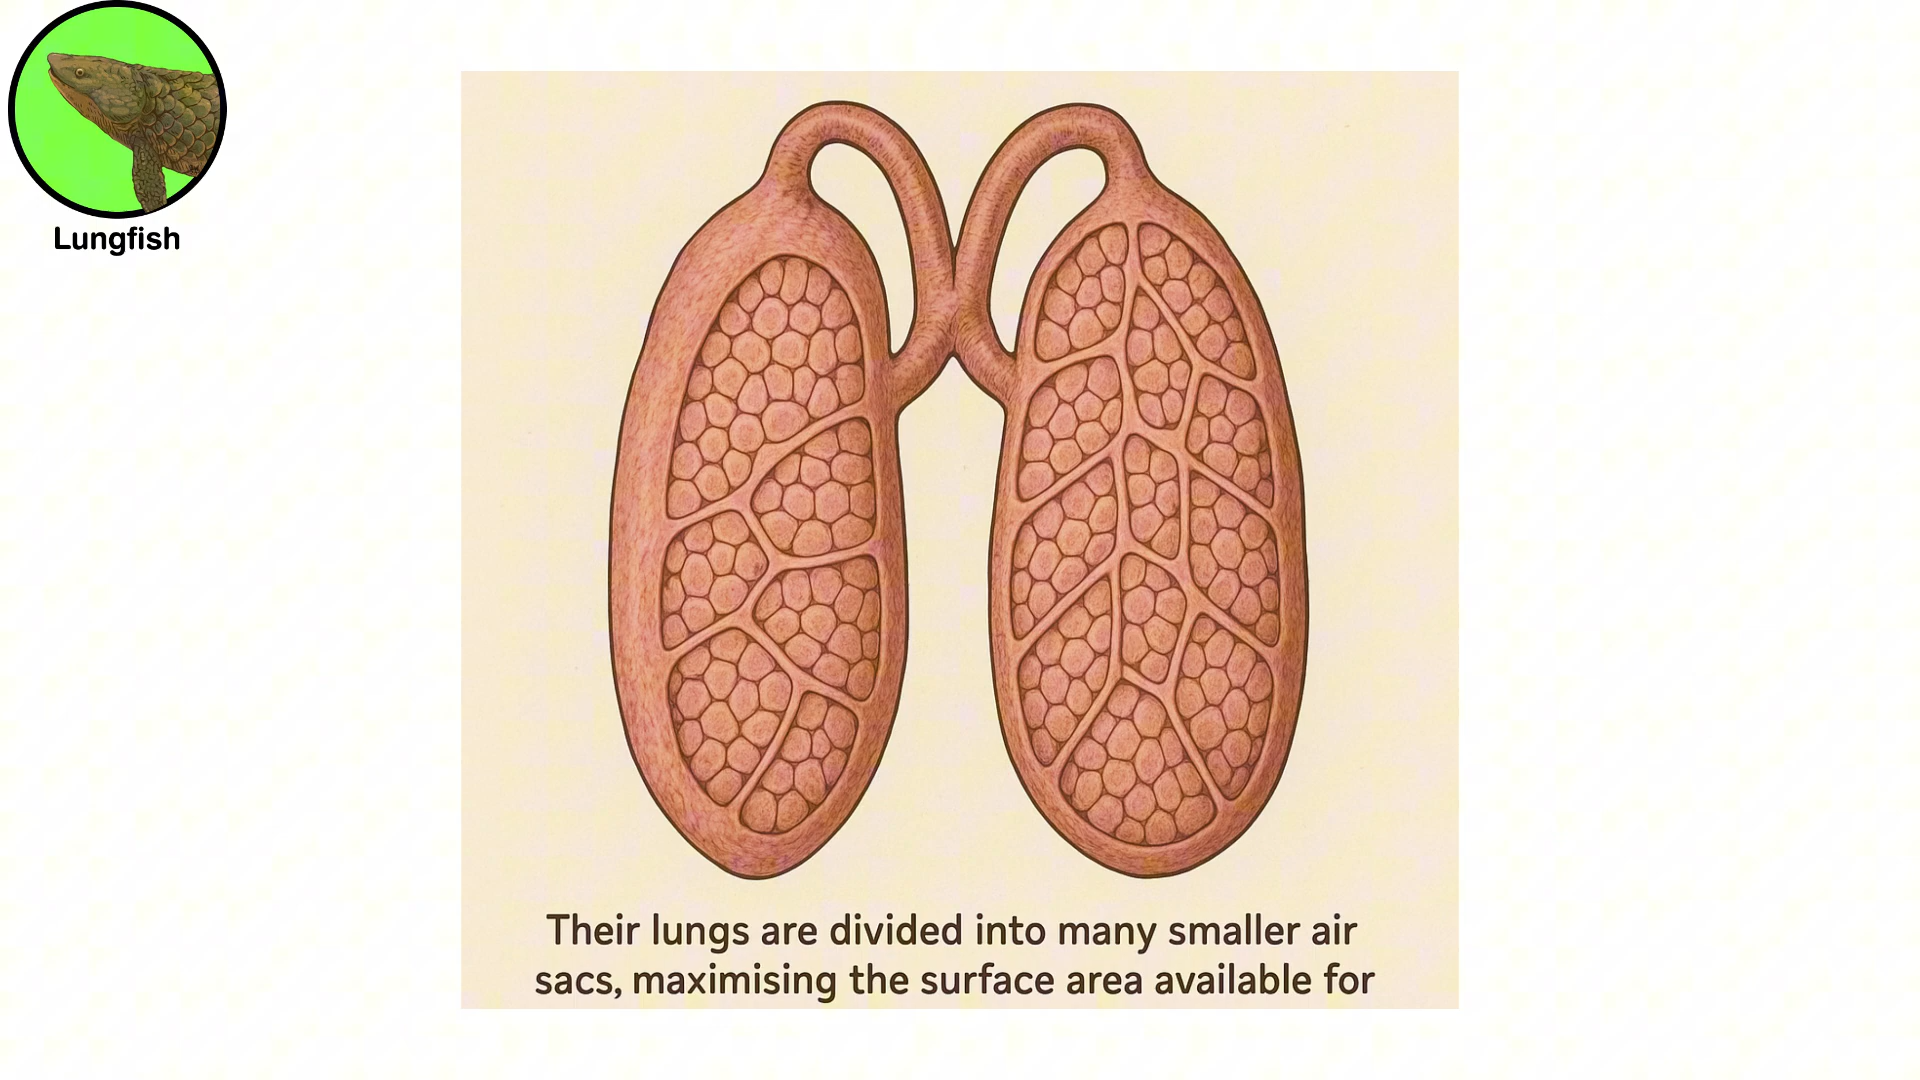 Lungfish
Their lungs are divided into many smaller air
sacs, maximising the surface area available for